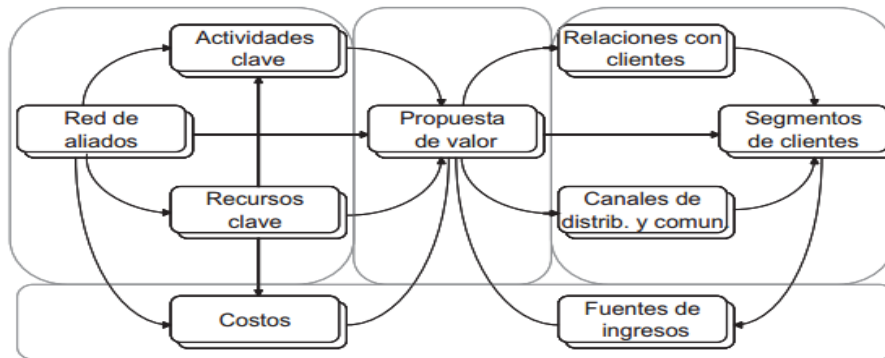 Actividades
clave
Relaciones con
clientes
Red de
aliados
Propuesta
de valor
Segmentos
de clientes
Recursos
clave
Canales de
distrib. y comun.
Costos
Fuentes de
ingresos